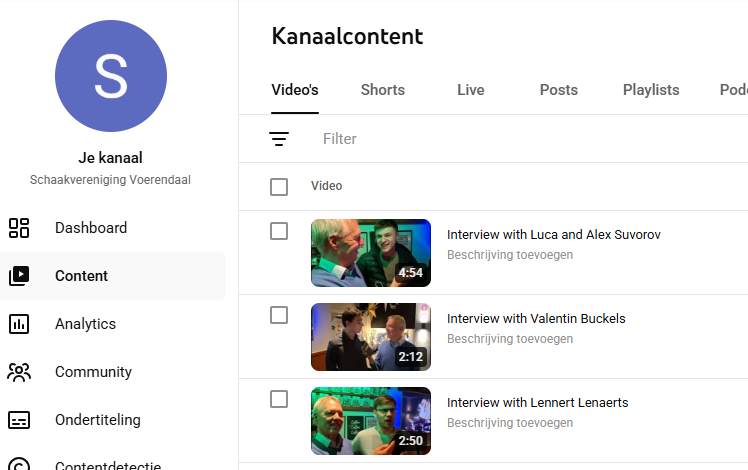 S
Je kanaal
Schaakvereniging Voerendaal
Dashboard
Content
Analytics
Community
Ondertiteling
Contentdetectie
Kanaalcontent
Video's Shorts Live Posts Playlists
Filter
Video
4:54
Interview with Luca and Alex Suvorov
Beschrijving toevoegen
2:12
Interview with Valentin Buckels
Beschrijving toevoegen
2:50
Interview with Lennert Lenaerts
Beschrijving toevoegen